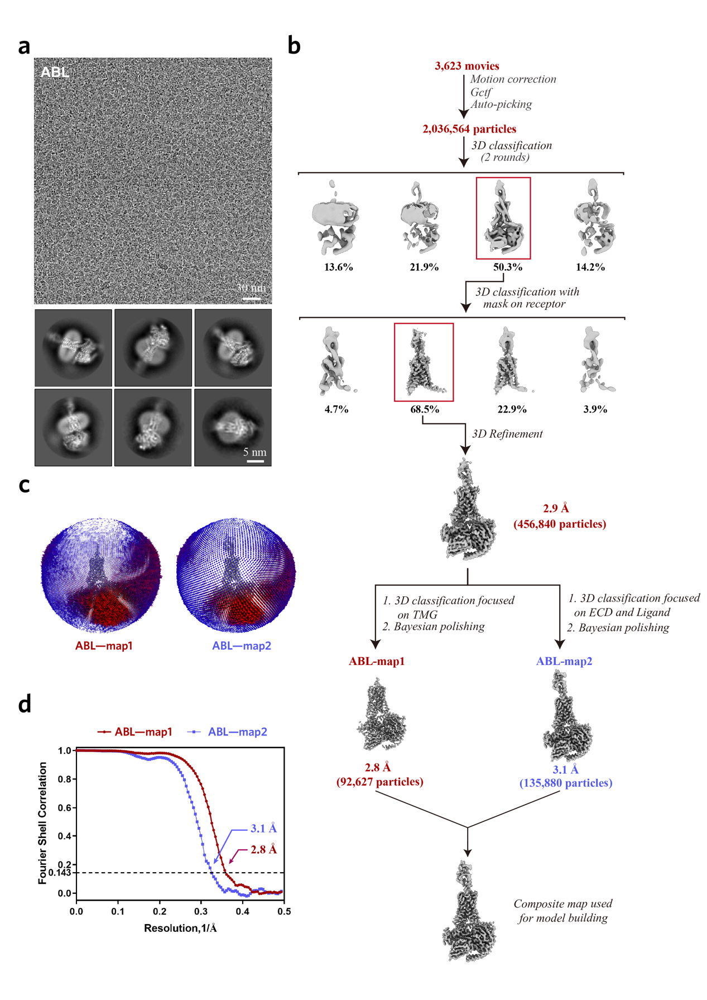 a
ABL
30 nm
5 nm
b
3,623 movies
Motion correction
Gctf
Auto-picking
2,036,564 particles
3D classification
(2 rounds)
13.6%
21.9%
50.3%
14.2%
3D classification with
mask on receptor
4.7%
68.5%
22.9%
3.9%
3D Refinement
2.9 Å
(456,840 particles)
1. 3D classification focused
on TMG
2. Bayesian polishing
1. 3D classification focused
on ECD and Ligand
2. Bayesian polishing
ABL-map1
ABL-map2
2.8 Å
(92,627 particles)
3.1 Å
(135,880 particles)
Composite map used
for model building
c
ABL—map1
ABL—map2
d
ABL—map1
ABL—map2
Fourier Shell Correlation
1.0
0.8
0.6
0.4
0.2
0.143
0.0
3.1 Å
2.8 Å
0.0
0.1
0.2
0.3
0.4
0.5
Resolution,1/Å